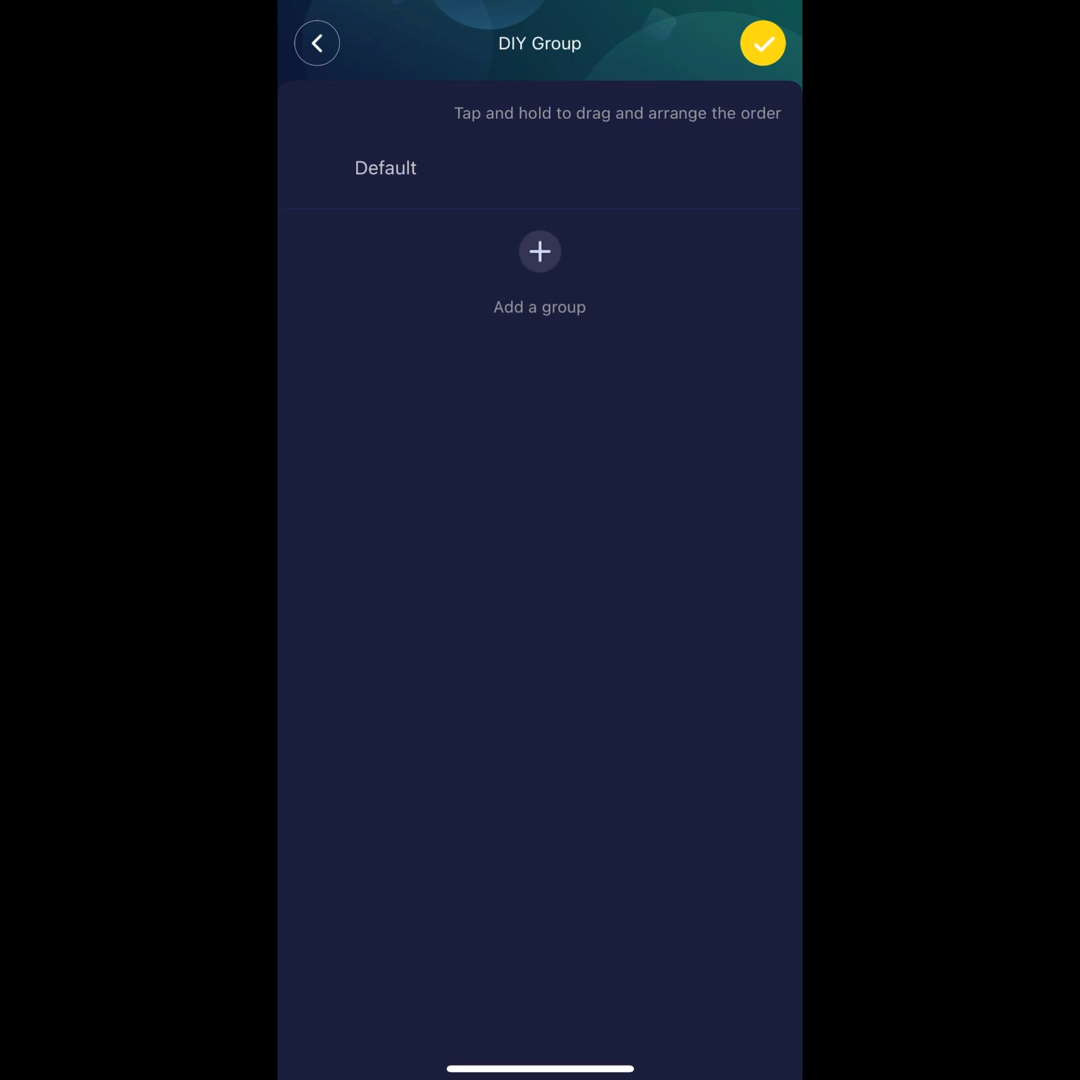 DIY Group
Tap and hold to drag and arrange the order
Default
Add a group